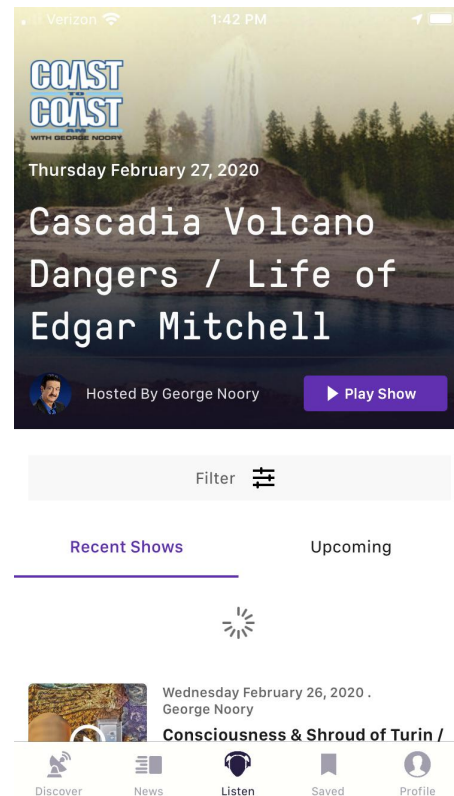 Verizon
1:42 PM
COAST
TO
COAST
AM
WITH GEORGE NOORY
Thursday February 27, 2020
Cascadia Volcano
Dangers / Life of
Edgar Mitchell
Hosted By George Noory
Play Show
Filter
Recent Shows
Upcoming
Wednesday February 26, 2020 .
George Noory
Consciousness & Shroud of Turin /
Discover
News
Listen
Saved
Profile